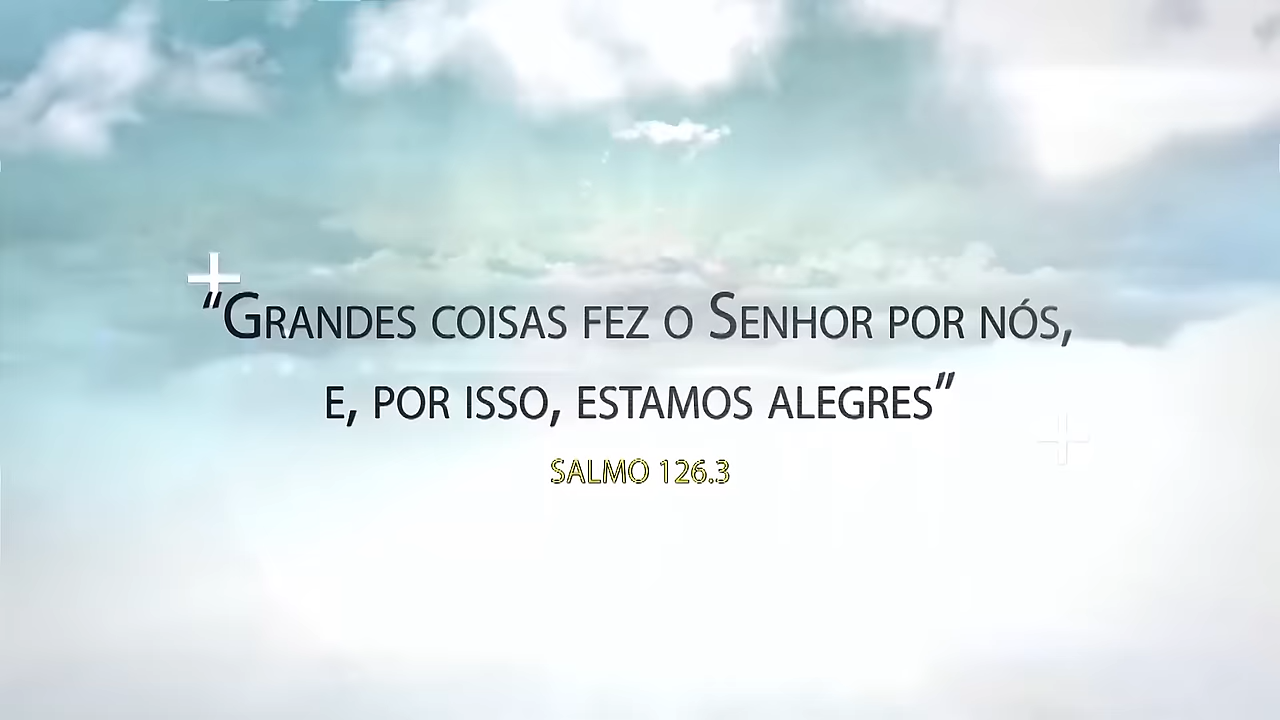 “Grandes coisas fez o Senhor por nós,
e, por isso, estamos alegres”
SALMO 126.3